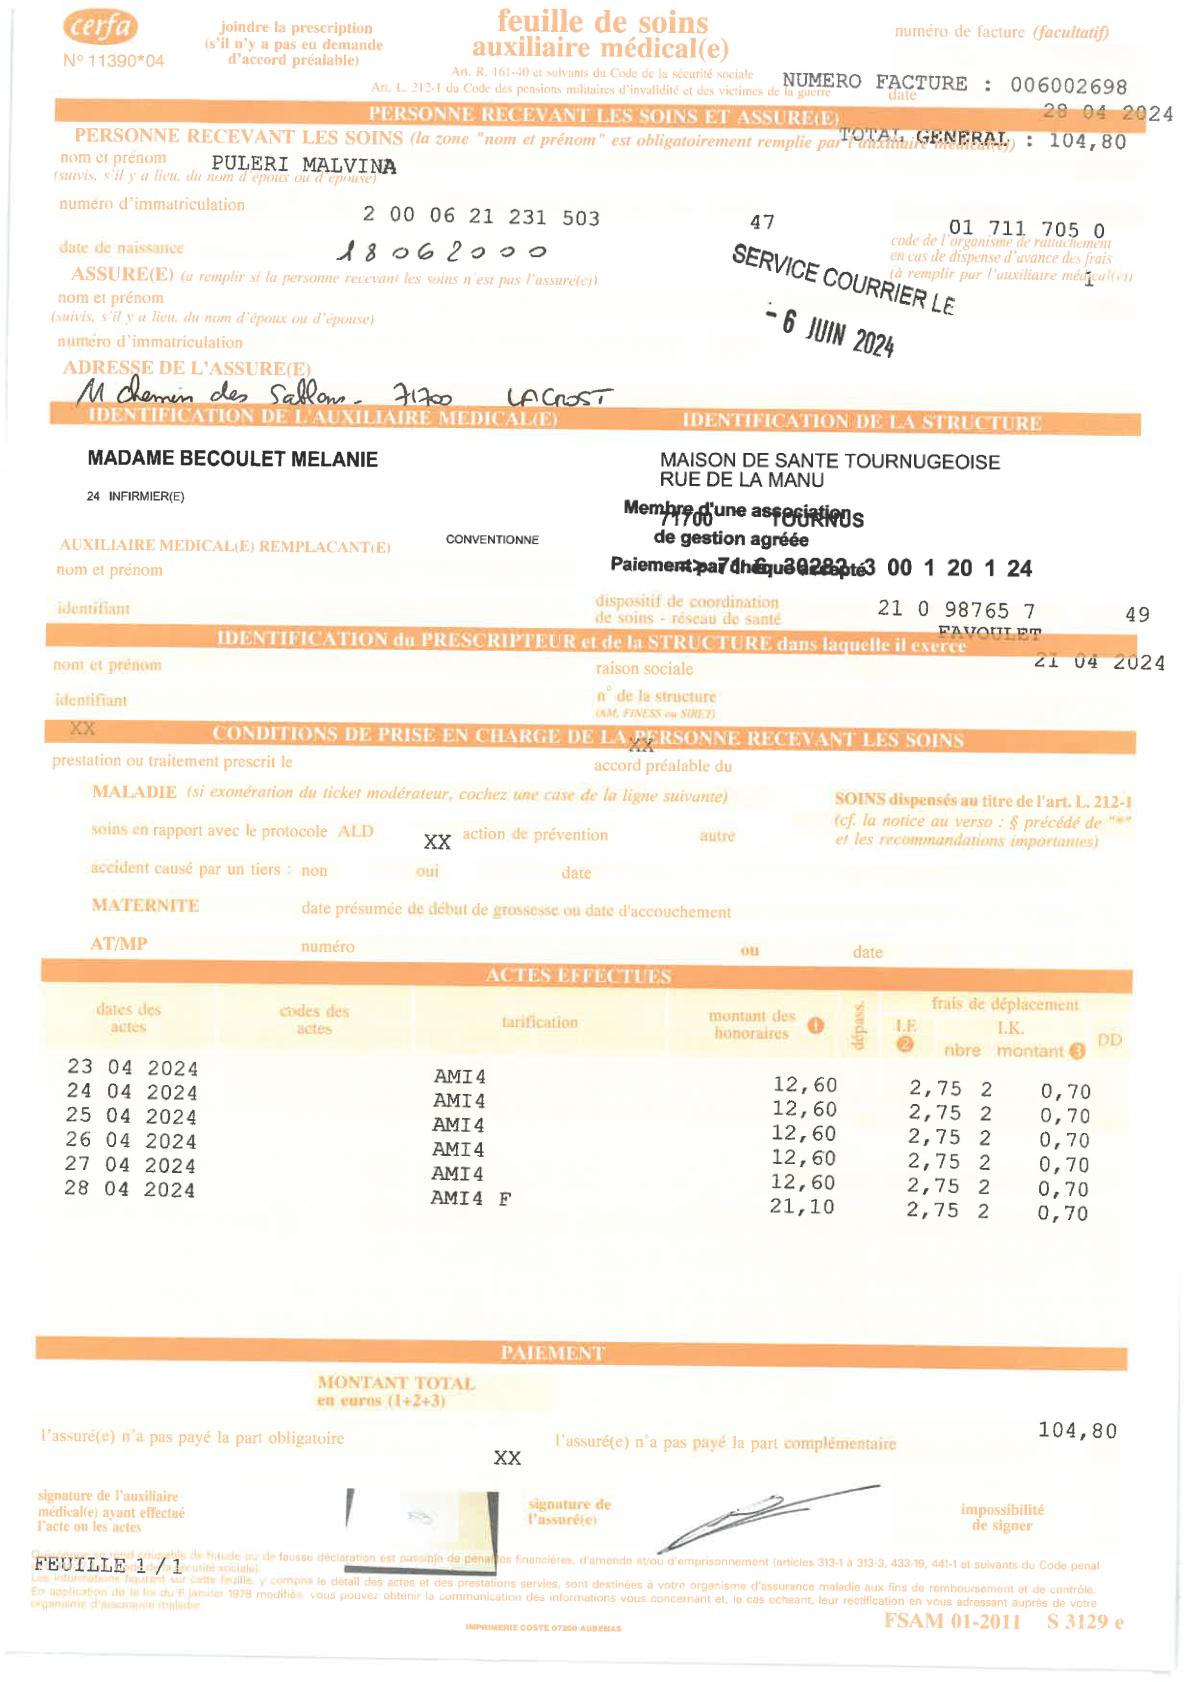 cerfa
N° 11390*04
joindre la prescription
(s'il n'y a pas eu demande
d'accord préalable)
feuille de soins
auxiliaire médical(e)
Art. R. 161-40 et suivants du Code de la sécurité sociale
Art. L. 212-1 du Code des pensions militaires d'invalidité et des victimes de la guerre
numéro de facture (facultatif)
NUMERO FACTURE : 006002698
date
28 04 2024
PERSONNE RECEVANT LES SOINS ET ASSURE(E)
TOTAL GENERAL : 104,80
PERSONNE RECEVANT LES SOINS (la zone "nom et prénom" est obligatoirement remplie par l'auxiliaire médical(e))
nom et prénom PULERI MALVINA
(suivis, s'il y a lieu, du nom d'époux ou d'épouse)
numéro d'immatriculation 2 00 06 21 231 503 47 01 711 705 0
date de naissance 18062000
code de l'organisme de rattachement
en cas de dispense d'avance des frais
(à remplir par l'auxiliaire médical(e))
1
SERVICE COURRIER LE
- 6 JUIN 2024
ASSURE(E) (a remplir si la personne recevant les soins n'est pas l'assuré(e))
nom et prénom
(suivis, s'il y a lieu, du nom d'époux ou d'épouse)
numéro d'immatriculation
ADRESSE DE L'ASSURE(E)
11 chemin des Sablons - 71700 LACROST
IDENTIFICATION DE L'AUXILIAIRE MEDICAL(E) IDENTIFICATION DE LA STRUCTURE
MADAME BECOULET MELANIE
24 INFIRMIER(E)
CONVENTIONNE
MAISON DE SANTE TOURNUGEOISE
RUE DE LA MANU
Membre d'une association
71700 TOURNUS
de gestion agréée
Paiement par chèque accepté
3 00 1 20 1 24
AUXILIAIRE MEDICAL(E) REMPLACANT(E)
nom et prénom
identifiant
dispositif de coordination
de soins - réseau de santé
21 0 98765 7 49
FAVOULET
IDENTIFICATION du PRESCRIPTEUR et de la STRUCTURE dans laquelle il exerce
21 04 2024
nom et prénom raison sociale
identifiant n° de la structure
(AM, FINESS ou SIRET)
XX
CONDITIONS DE PRISE EN CHARGE DE LA PERSONNE RECEVANT LES SOINS
XX
prestation ou traitement prescrit le accord préalable du
MALADIE (si exonération du ticket modérateur, cochez une case de la ligne suivante)
soins en rapport avec le protocole ALD XX action de prévention autre
SOINS dispensés au titre de l'art. L. 212-1
(cf. la notice au verso : § précédé de "*"
et les recommandations importantes)
accident causé par un tiers : non oui date
MATERNITE date présumée de début de grossesse ou date d'accouchement
AT/MP numéro ou date
ACTES EFFECTUES
dates des actes codes des actes tarification montant des honoraires 1 dépass. frais de déplacement
I.F. 2 I.K. nbre montant 3 DD
23 04 2024 AMI4 12,60 2,75 2 0,70
24 04 2024 AMI4 12,60 2,75 2 0,70
25 04 2024 AMI4 12,60 2,75 2 0,70
26 04 2024 AMI4 12,60 2,75 2 0,70
27 04 2024 AMI4 12,60 2,75 2 0,70
28 04 2024 AMI4 F 21,10 2,75 2 0,70
PAIEMENT
MONTANT TOTAL
en euros (1+2+3)
104,80
l'assuré(e) n'a pas payé la part obligatoire XX l'assuré(e) n'a pas payé la part complémentaire
signature de l'auxiliaire
médical(e) ayant effectué
l'acte ou les actes
signature de
l'assuré(e)
impossibilité
de signer
FEUILLE 1 / 1
Quiconque se rend coupable de fraude ou de fausse déclaration est passible de pénalités financières, d'amende et/ou d'emprisonnement (articles 313-1 à 313-3, 433-19, 441-1 et suivants du Code pénal
Les informations figurant sur cette feuille, y compris le détail des actes et des prestations servies, sont destinées à votre organisme d'assurance maladie aux fins de remboursement et de contrôle.
En application de la loi du 6 janvier 1978 modifiée, vous pouvez obtenir la communication des informations vous concernant et, le cas echeant, leur rectification en vous adressant auprès de votre
organisme d'assurance maladie.
IMPRIMERIE COSTE 07200 AUBENAS
FSAM 01-2011 S 3129 e